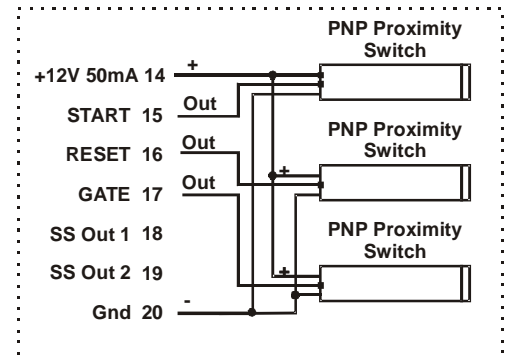 PNP Proximity
Switch
+
+12V 50mA 14
START 15 Out
RESET 16 Out
PNP Proximity
Switch
+
GATE 17 Out
SS Out 1 18
PNP Proximity
Switch
SS Out 2 19
+
Gnd 20 -